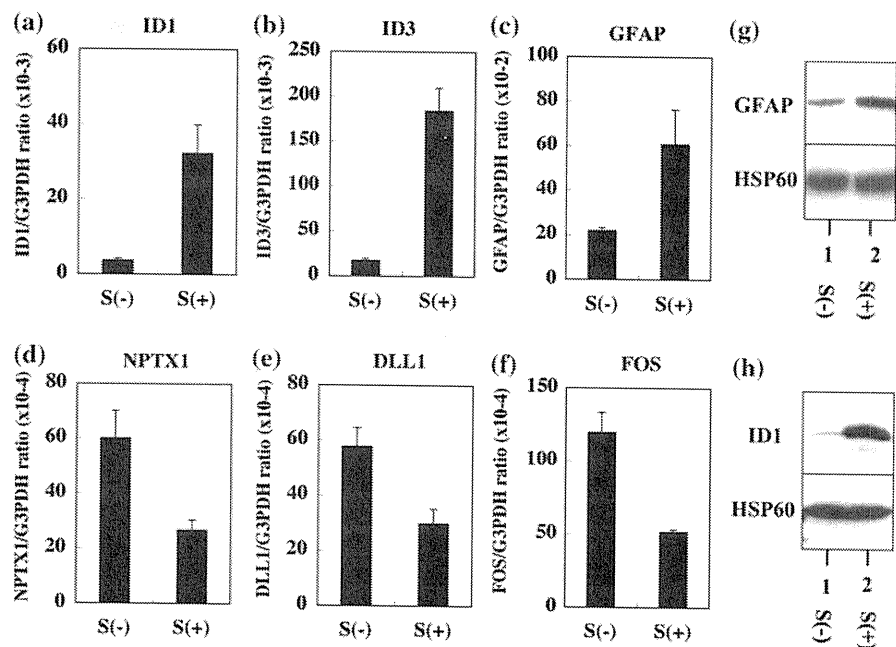 (a) ID1
ID1/G3PDH ratio (x10-3)
60
40
20
0
S(-) S(+)
(b) ID3
ID3/G3PDH ratio (x10-3)
250
200
150
100
50
0
S(-) S(+)
(c) GFAP
GFAP/G3PDH ratio (x10-2)
100
80
60
40
20
0
S(-) S(+)
(g)
GFAP
HSP60
1 2
S(-) S(+)
(d) NPTX1
NPTX1/G3PDH ratio (x10-4)
80
60
40
20
0
S(-) S(+)
(e) DLL1
DLL1/G3PDH ratio (x10-4)
80
60
40
20
0
S(-) S(+)
(f) FOS
FOS/G3PDH ratio (x10-4)
150
100
50
0
S(-) S(+)
(h)
ID1
HSP60
1 2
S(-) S(+)